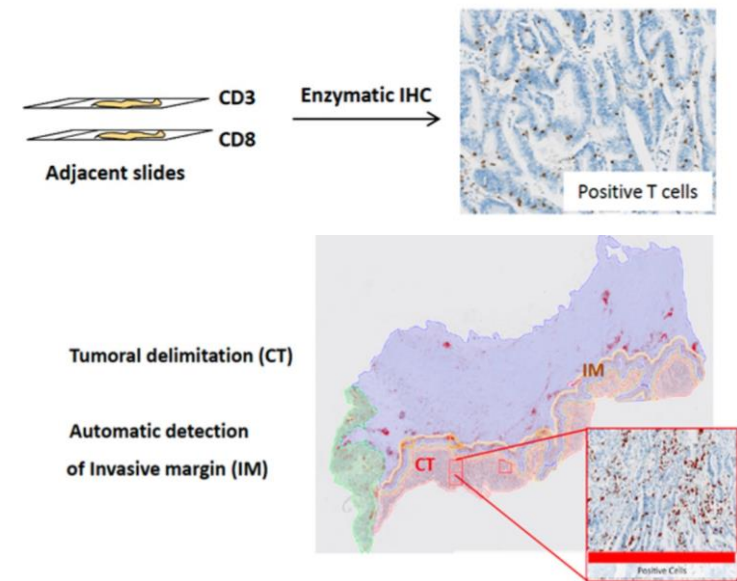 CD3
Enzymatic IHC
CD8
Adjacent slides
Positive T cells
Tumoral delimitation (CT)
IM
Automatic detection
of Invasive margin (IM)
CT
Positive Cells